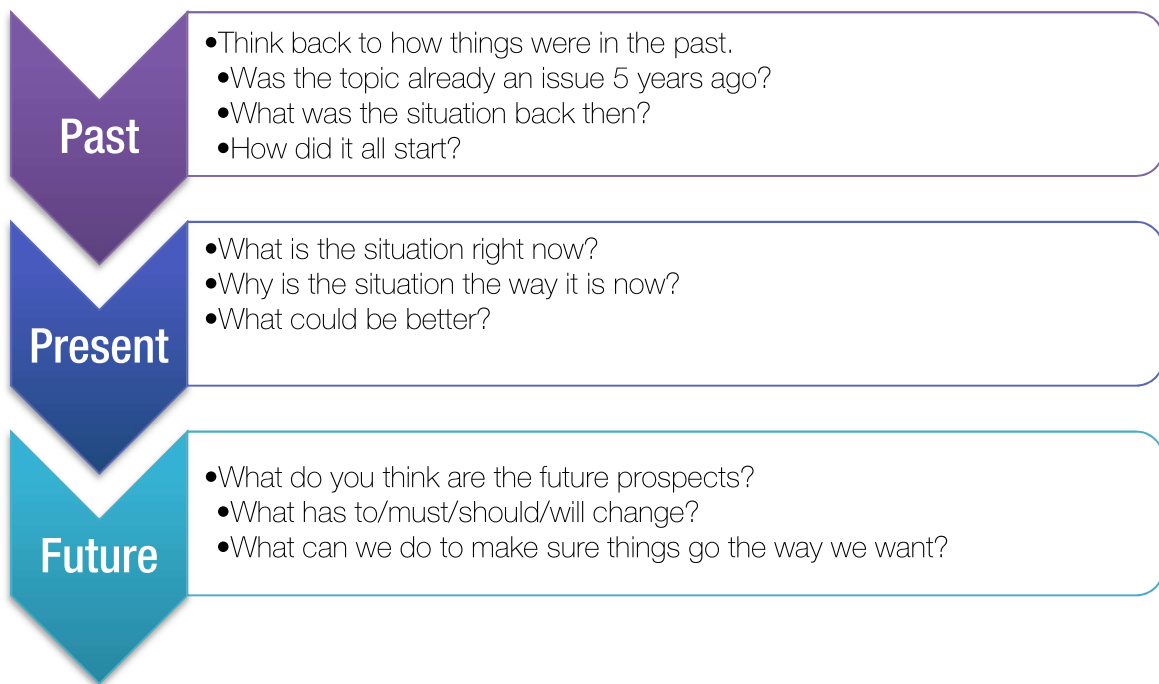 Past
•Think back to how things were in the past.
•Was the topic already an issue 5 years ago?
•What was the situation back then?
•How did it all start?
Present
•What is the situation right now?
•Why is the situation the way it is now?
•What could be better?
Future
•What do you think are the future prospects?
•What has to/must/should/will change?
•What can we do to make sure things go the way we want?